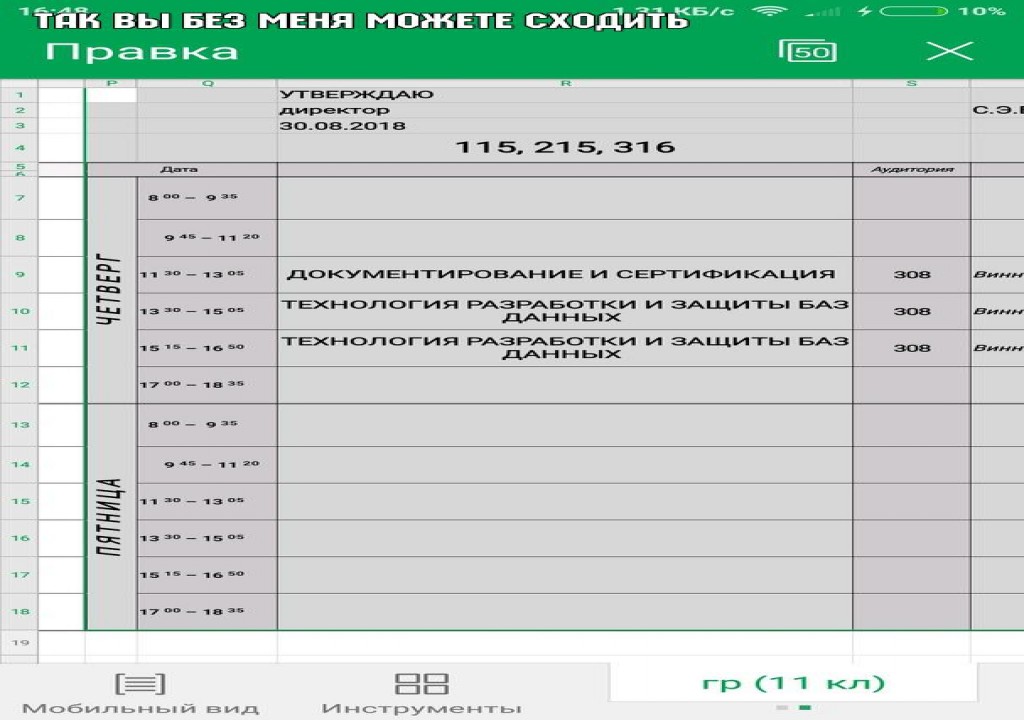 ТАК ВЫ БЕЗ МЕНЯ МОЖЕТЕ СХОДИТЬ
16:48 1.31 КБ/с 10%
Правка 50
P Q R S
1 УТВЕРЖДАЮ
2 директор С.Э.
3 30.08.2018
4 115, 215, 316
5 Дата Аудитория
6
ЧЕТВЕРГ
7 8 00 – 9 35
8 9 45 – 11 20
9 11 30 – 13 05 ДОКУМЕНТИРОВАНИЕ И СЕРТИФИКАЦИЯ 308 Винн
10 13 30 – 15 05 ТЕХНОЛОГИЯ РАЗРАБОТКИ И ЗАЩИТЫ БАЗ 308 Винн
ДАННЫХ
11 15 15 – 16 50 ТЕХНОЛОГИЯ РАЗРАБОТКИ И ЗАЩИТЫ БАЗ 308 Винн
ДАННЫХ
12 17 00 – 18 35
ПЯТНИЦА
13 8 00 – 9 35
14 9 45 – 11 20
15 11 30 – 13 05
16 13 30 – 15 05
17 15 15 – 16 50
18 17 00 – 18 35
19
гр (11 кл)
Мобильный вид Инструменты